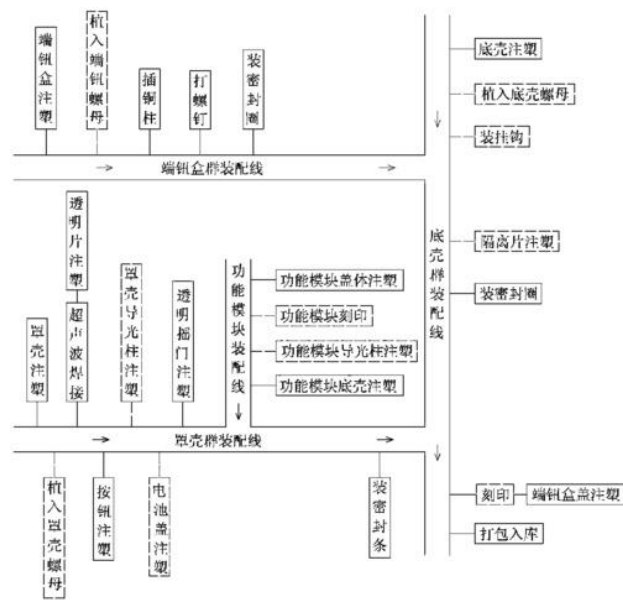 端钮盒注塑
植入端钮螺母
插铜柱
打螺钉
装密封圈
端钮盒群装配线
底壳注塑
植入底壳螺母
装挂钩
底壳群装配线
隔离片注塑
装密封圈
透明片注塑
超声波焊接
罩壳注塑
罩壳导光柱注塑
透明摇门注塑
功能模块装配线
功能模块盖体注塑
功能模块刻印
功能模块导光柱注塑
功能模块底壳注塑
罩壳群装配线
植入罩壳螺母
按钮注塑
电池盖注塑
装密封条
刻印
端钮盒盖注塑
打包入库